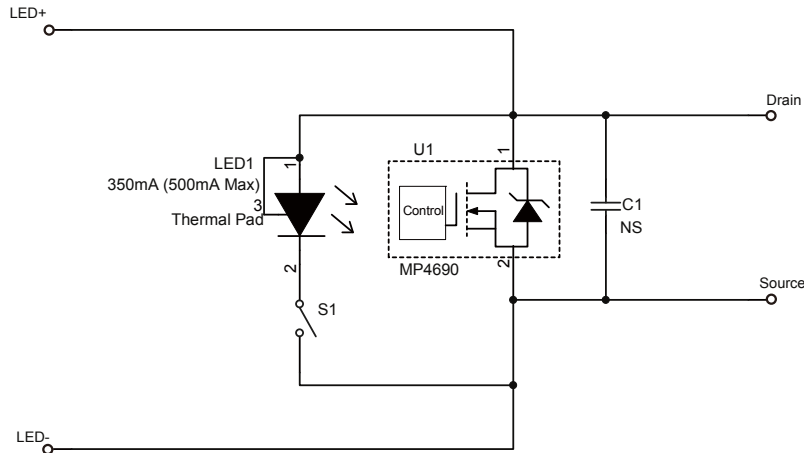 LED+
Drain
U1
1
1
LED1
350mA (500mA Max)
3
Thermal Pad
Control
C1
NS
2
2
MP4690
Source
S1
LED-